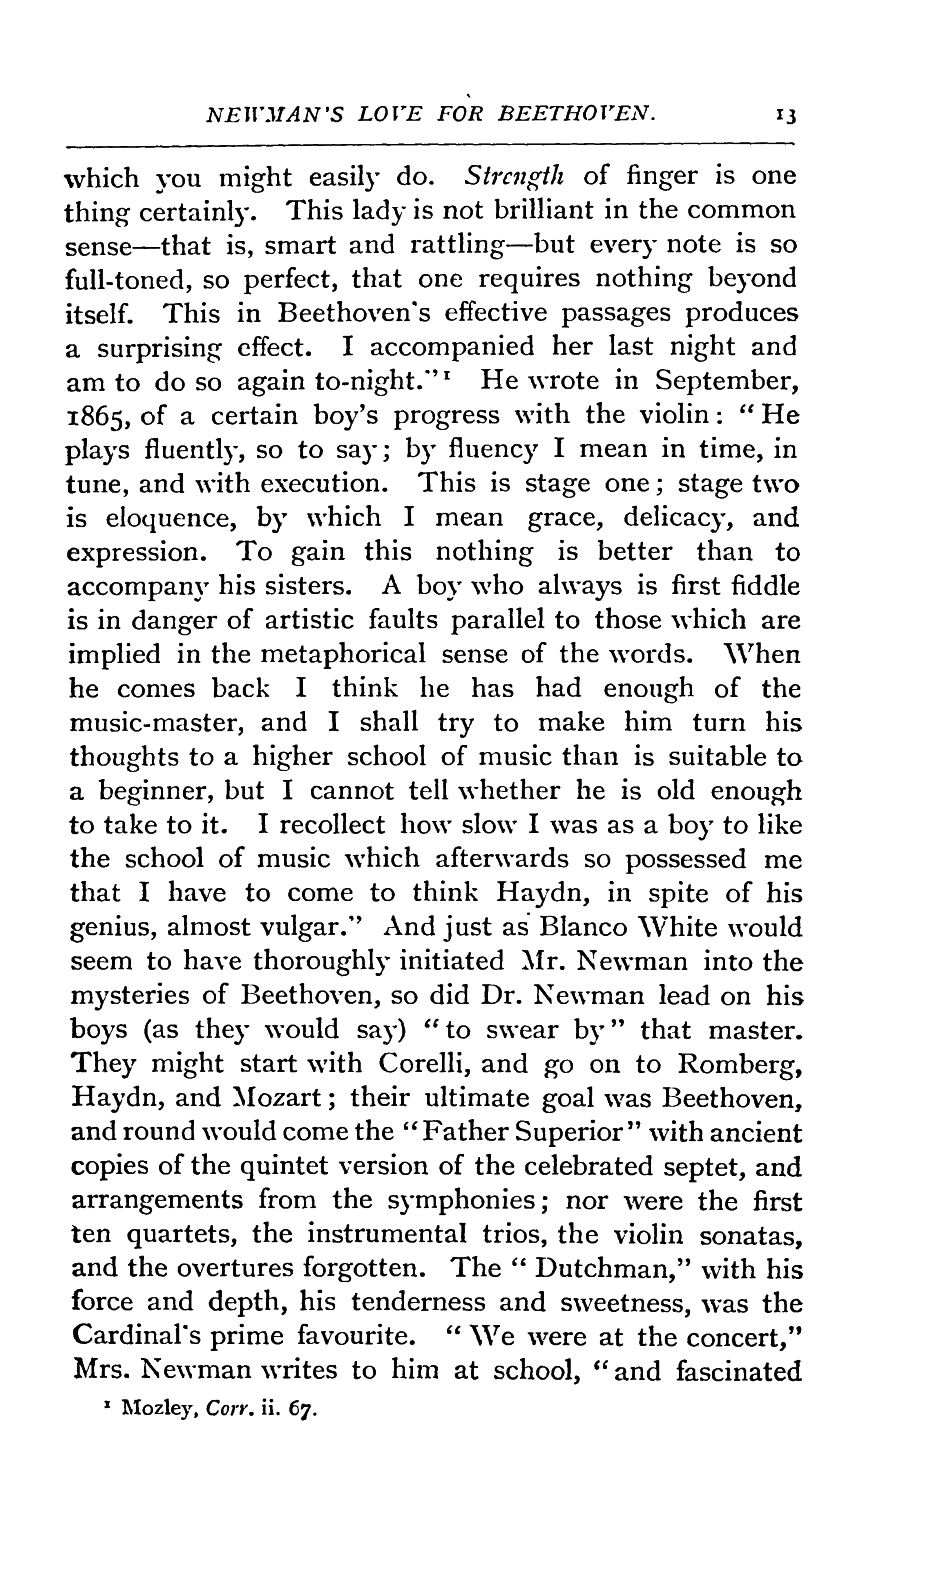 NEWMAN'S LOVE FOR BEETHOVEN. 13
which you might easily do. Strength of finger is one
thing certainly. This lady is not brilliant in the common
sense—that is, smart and rattling—but every note is so
full-toned, so perfect, that one requires nothing beyond
itself. This in Beethoven's effective passages produces
a surprising effect. I accompanied her last night and
am to do so again to-night."¹ He wrote in September,
1865, of a certain boy's progress with the violin: "He
plays fluently, so to say; by fluency I mean in time, in
tune, and with execution. This is stage one; stage two
is eloquence, by which I mean grace, delicacy, and
expression. To gain this nothing is better than to
accompany his sisters. A boy who always is first fiddle
is in danger of artistic faults parallel to those which are
implied in the metaphorical sense of the words. When
he comes back I think he has had enough of the
music-master, and I shall try to make him turn his
thoughts to a higher school of music than is suitable to
a beginner, but I cannot tell whether he is old enough
to take to it. I recollect how slow I was as a boy to like
the school of music which afterwards so possessed me
that I have to come to think Haydn, in spite of his
genius, almost vulgar." And just as Blanco White would
seem to have thoroughly initiated Mr. Newman into the
mysteries of Beethoven, so did Dr. Newman lead on his
boys (as they would say) "to swear by" that master.
They might start with Corelli, and go on to Romberg,
Haydn, and Mozart; their ultimate goal was Beethoven,
and round would come the "Father Superior" with ancient
copies of the quintet version of the celebrated septet, and
arrangements from the symphonies; nor were the first
ten quartets, the instrumental trios, the violin sonatas,
and the overtures forgotten. The "Dutchman," with his
force and depth, his tenderness and sweetness, was the
Cardinal's prime favourite. "We were at the concert,"
Mrs. Newman writes to him at school, "and fascinated
¹ Mozley, Corr. ii. 67.